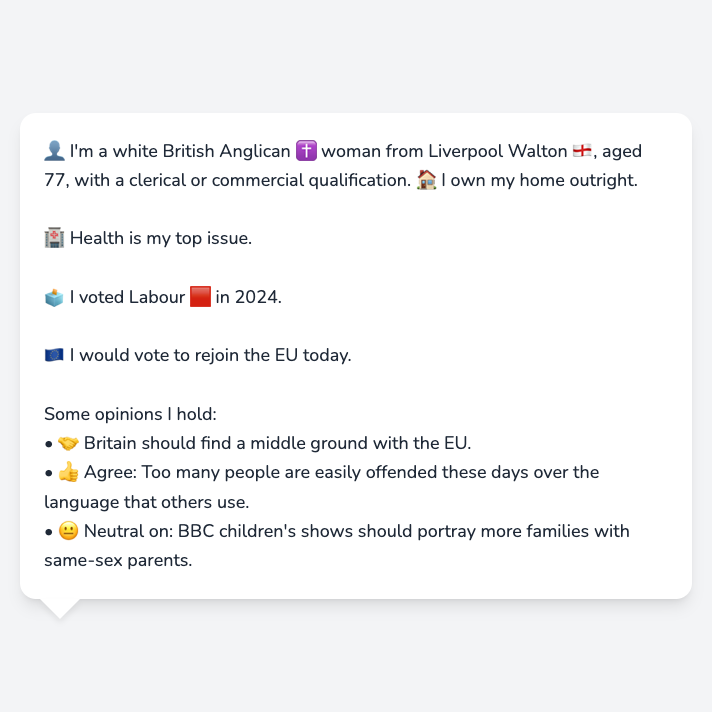 👤 I'm a white British Anglican ✝️ woman from Liverpool Walton 🏴󠁧󠁢󠁥󠁮󠁧󠁿, aged
77, with a clerical or commercial qualification. 🏠 I own my home outright.
🏥 Health is my top issue.
🗳️ I voted Labour 🟥 in 2024.
🇪🇺 I would vote to rejoin the EU today.
Some opinions I hold:
• 🤝 Britain should find a middle ground with the EU.
• 👍 Agree: Too many people are easily offended these days over the
language that others use.
• 😐 Neutral on: BBC children's shows should portray more families with
same-sex parents.